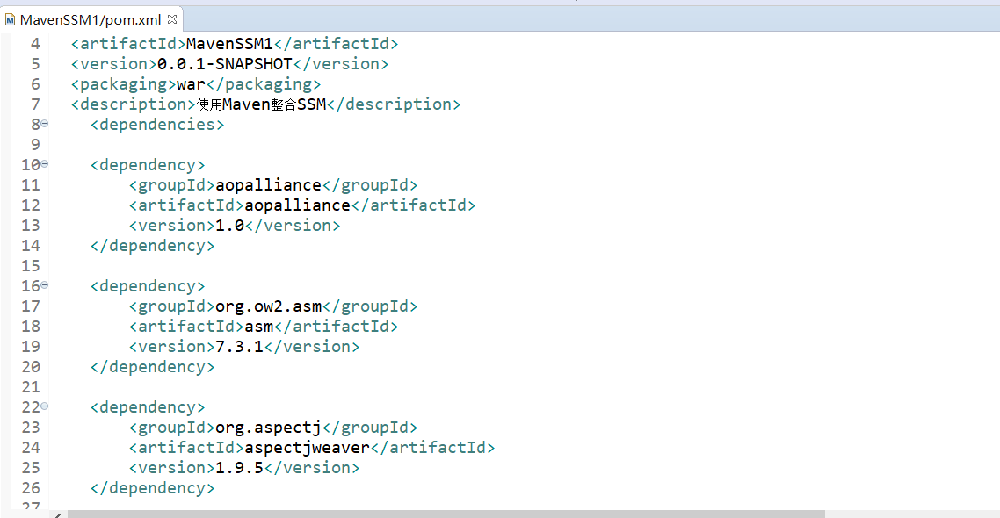 MavenSSM1/pom.xml
4 <artifactId>MavenSSM1</artifactId>
5 <version>0.0.1-SNAPSHOT</version>
6 <packaging>war</packaging>
7 <description>使用Maven整合SSM</description>
8 <dependencies>
9
10 <dependency>
11 <groupId>aopalliance</groupId>
12 <artifactId>aopalliance</artifactId>
13 <version>1.0</version>
14 </dependency>
15
16 <dependency>
17 <groupId>org.ow2.asm</groupId>
18 <artifactId>asm</artifactId>
19 <version>7.3.1</version>
20 </dependency>
21
22 <dependency>
23 <groupId>org.aspectj</groupId>
24 <artifactId>aspectjweaver</artifactId>
25 <version>1.9.5</version>
26 </dependency>
27